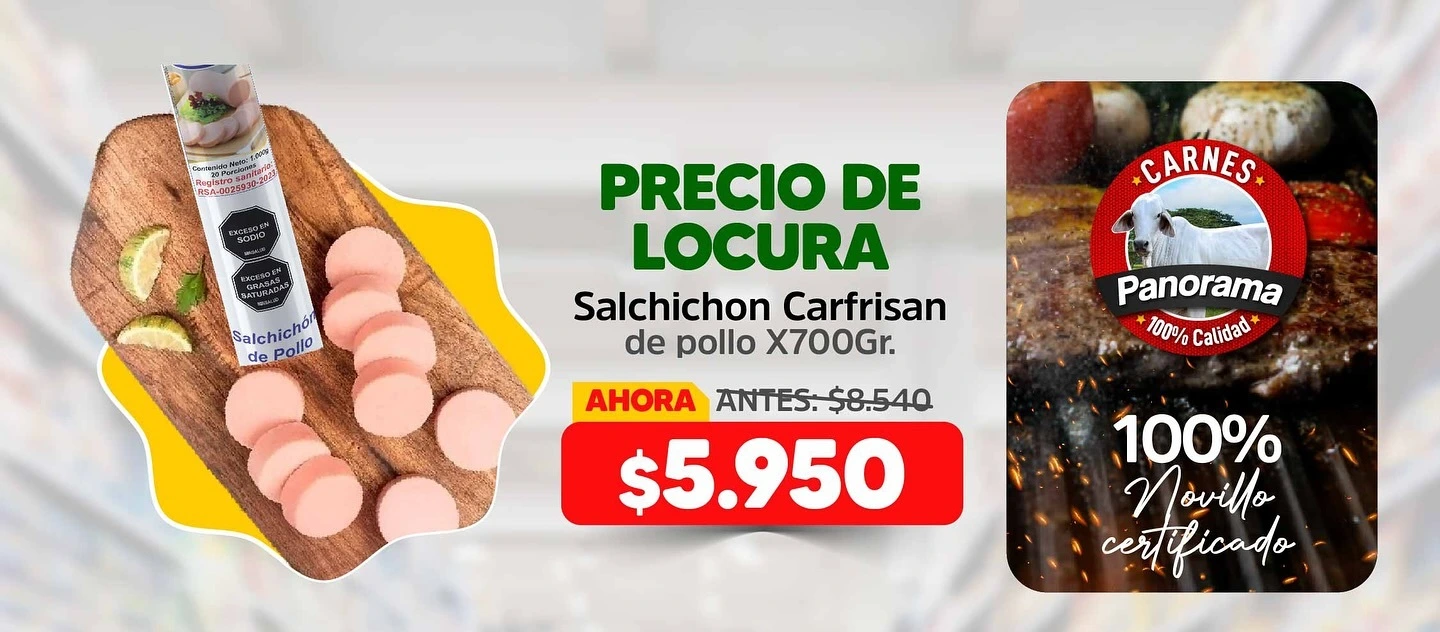 Contenido Neto: 1.000g
20 Porciones
Registro sanitario:
RSA-0025930-2023
EXCESO EN
SODIO
MINSALUD
EXCESO EN
GRASAS
SATURADAS
MINSALUD
Salchichón
de Pollo
PRECIO DE
LOCURA
Salchichon Carfrisan
de pollo X700Gr.
AHORA ANTES: $8.540
$5.950
CARNES
Panorama
100% Calidad
100%
Novillo
certificado